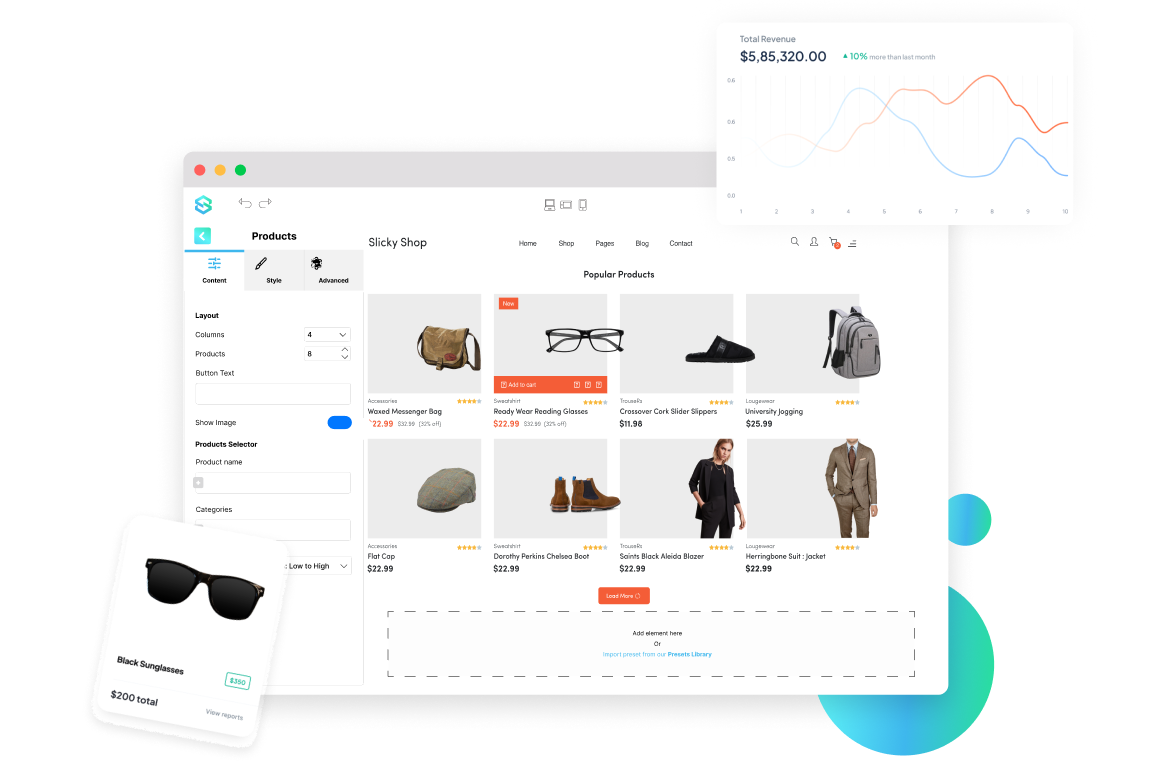 Total Revenue
$5,85,320.00
10% more than last month
0.6
0.6
0.5
0.0
1 2 3 4 5 6 7 8 9 10
Products
Content
Style
Advanced
Layout
Columns
4
Products
8
Button Text
Show Image
Products Selector
Product name
Categories
: Low to High
Slicky Shop
Home
Shop
Pages
Blog
Contact
Popular Products
New
Add to cart
Accessories
Waxed Messenger Bag
22.99 $32.99 (32% off)
Sweatshirt
Ready Wear Reading Glasses
$22.99 $32.99 (32% off)
TrouseRs
Crossover Cork Slider Slippers
$11.98
Lougewear
University Jogging
$25.99
Accessories
Flat Cap
$22.99
Sweatshirt
Dorothy Perkins Chelsea Boot
$22.99
TrouseRs
Saints Black Aleida Blazer
$22.99
Lougewear
Herringbone Suit : Jacket
$22.99
Load More
Add element here
Or
Import preset from our Presets Library
Black Sunglasses
$350
$200 total
View reports